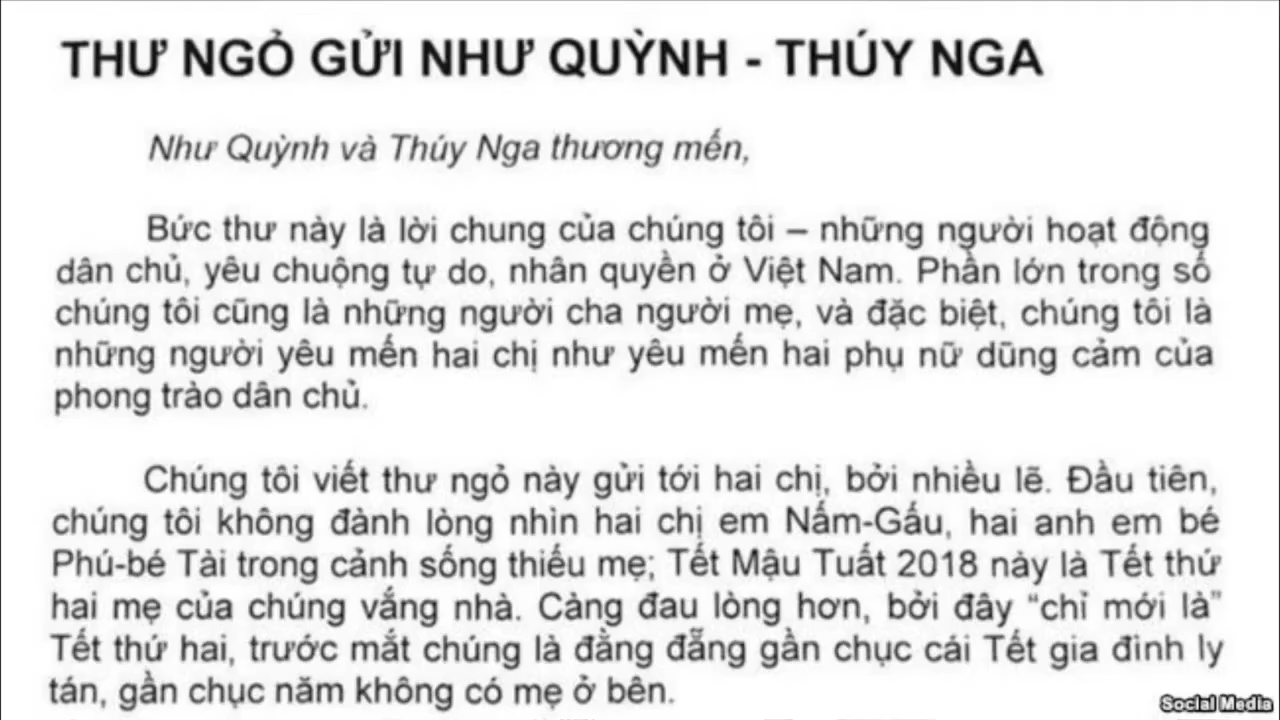 THƯ NGỎ GỬI NHƯ QUỲNH - THÚY NGA
Như Quỳnh và Thúy Nga thương mến,
Bức thư này là lời chung của chúng tôi – những người hoạt động
dân chủ, yêu chuộng tự do, nhân quyền ở Việt Nam. Phần lớn trong số
chúng tôi cũng là những người cha người mẹ, và đặc biệt, chúng tôi là
những người yêu mến hai chị như yêu mến hai phụ nữ dũng cảm của
phong trào dân chủ.
Chúng tôi viết thư ngỏ này gửi tới hai chị, bởi nhiều lẽ. Đầu tiên,
chúng tôi không đành lòng nhìn hai chị em Nấm-Gấu, hai anh em bé
Phú-bé Tài trong cảnh sống thiếu mẹ; Tết Mậu Tuất 2018 này là Tết thứ
hai mẹ của chúng vắng nhà. Càng đau lòng hơn, bởi đây “chỉ mới là”
Tết thứ hai, trước mắt chúng là đằng đẵng gần chục cái Tết gia đình ly
tán, gần chục năm không có mẹ ở bên.
Social Media